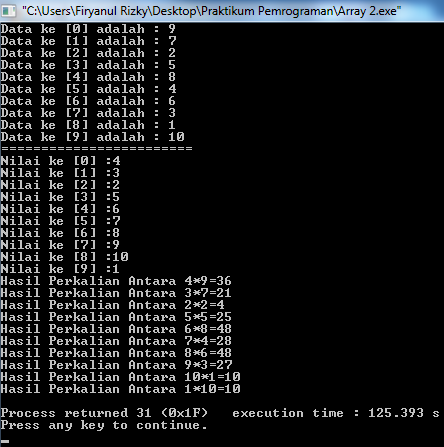 "C:\Users\Firyanul Rizky\Desktop\Praktikum Pemrograman\Array 2.exe"
Data ke [0] adalah : 9
Data ke [1] adalah : 7
Data ke [2] adalah : 2
Data ke [3] adalah : 5
Data ke [4] adalah : 8
Data ke [5] adalah : 4
Data ke [6] adalah : 6
Data ke [7] adalah : 3
Data ke [8] adalah : 1
Data ke [9] adalah : 10
========================
Nilai ke [0] :4
Nilai ke [1] :3
Nilai ke [2] :2
Nilai ke [3] :5
Nilai ke [4] :6
Nilai ke [5] :7
Nilai ke [6] :8
Nilai ke [7] :9
Nilai ke [8] :10
Nilai ke [9] :1
Hasil Perkalian Antara 4*9=36
Hasil Perkalian Antara 3*7=21
Hasil Perkalian Antara 2*2=4
Hasil Perkalian Antara 5*5=25
Hasil Perkalian Antara 6*8=48
Hasil Perkalian Antara 7*4=28
Hasil Perkalian Antara 8*6=48
Hasil Perkalian Antara 9*3=27
Hasil Perkalian Antara 10*1=10
Hasil Perkalian Antara 1*10=10
Process returned 31 (0x1F)   execution time : 125.393 s
Press any key to continue.